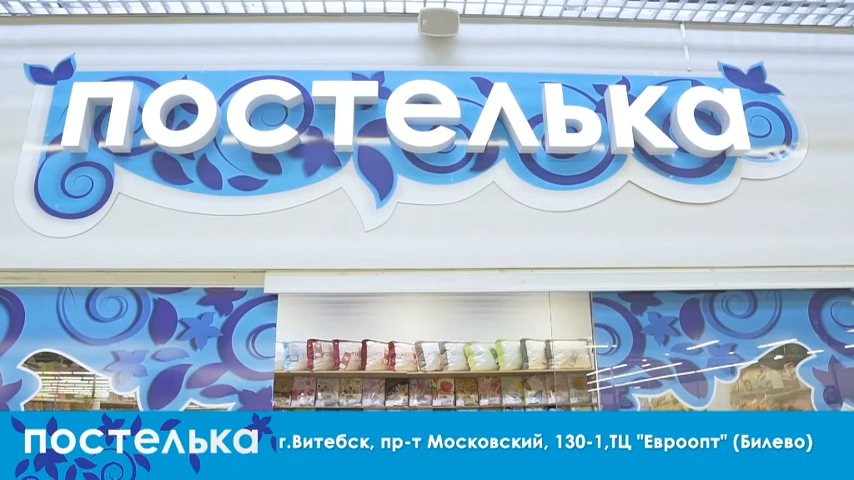 постелька
постелька г.Витебск, пр-т Московский, 130-1,ТЦ "Евроопт" (Билево)